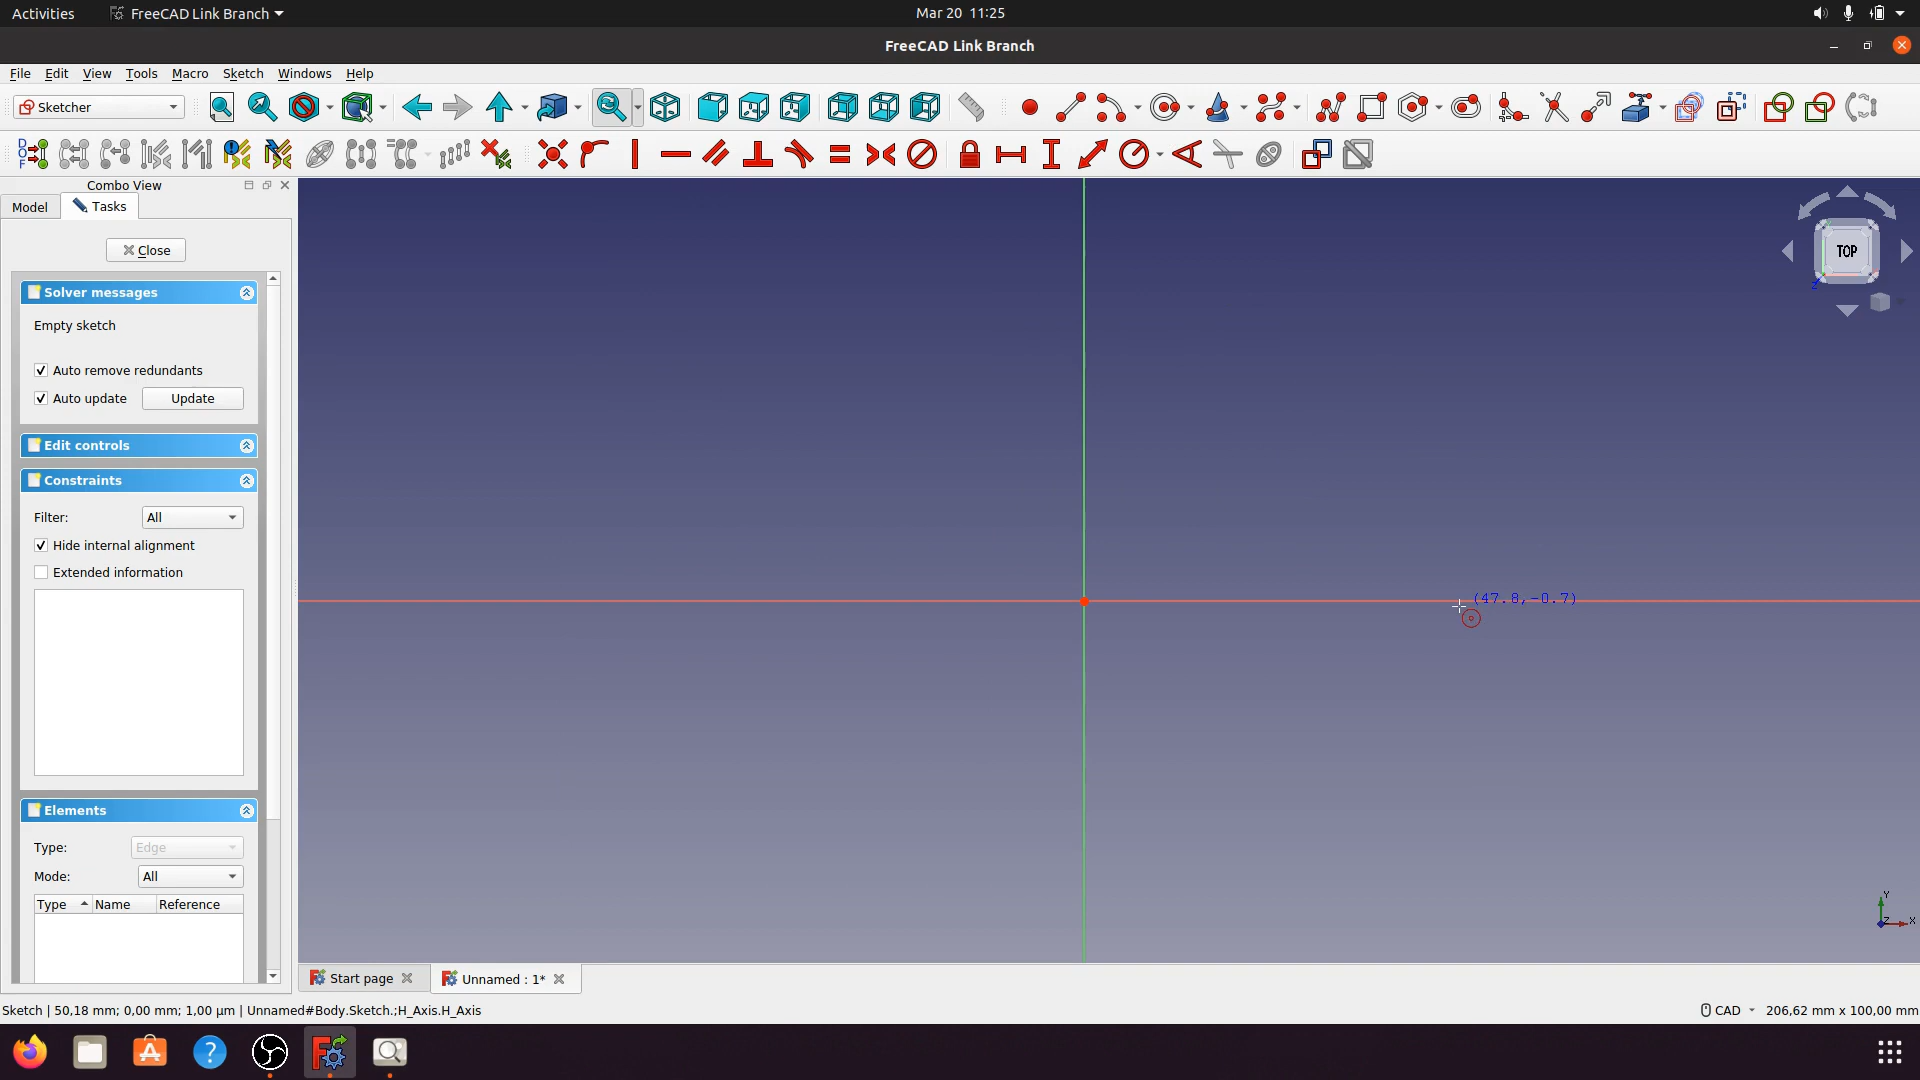 Activities
FreeCAD Link Branch
Mar 20 11:25
FreeCAD Link Branch
File Edit View Tools Macro Sketch Windows Help
Sketcher
DOF
Combo View
Model Tasks
Close
Solver messages
Empty sketch
Auto remove redundants
Auto update Update
Edit controls
Constraints
Filter: All
Hide internal alignment
Extended information
Elements
Type: Edge
Mode: All
Type Name Reference
TOP
Z
(47.8,-0.7)
Y
Z X
Start page Unnamed : 1*
Sketch | 50,18 mm; 0,00 mm; 1,00 µm | Unnamed#Body.Sketch.;H_Axis.H_Axis
CAD 206,62 mm x 100,00 mm